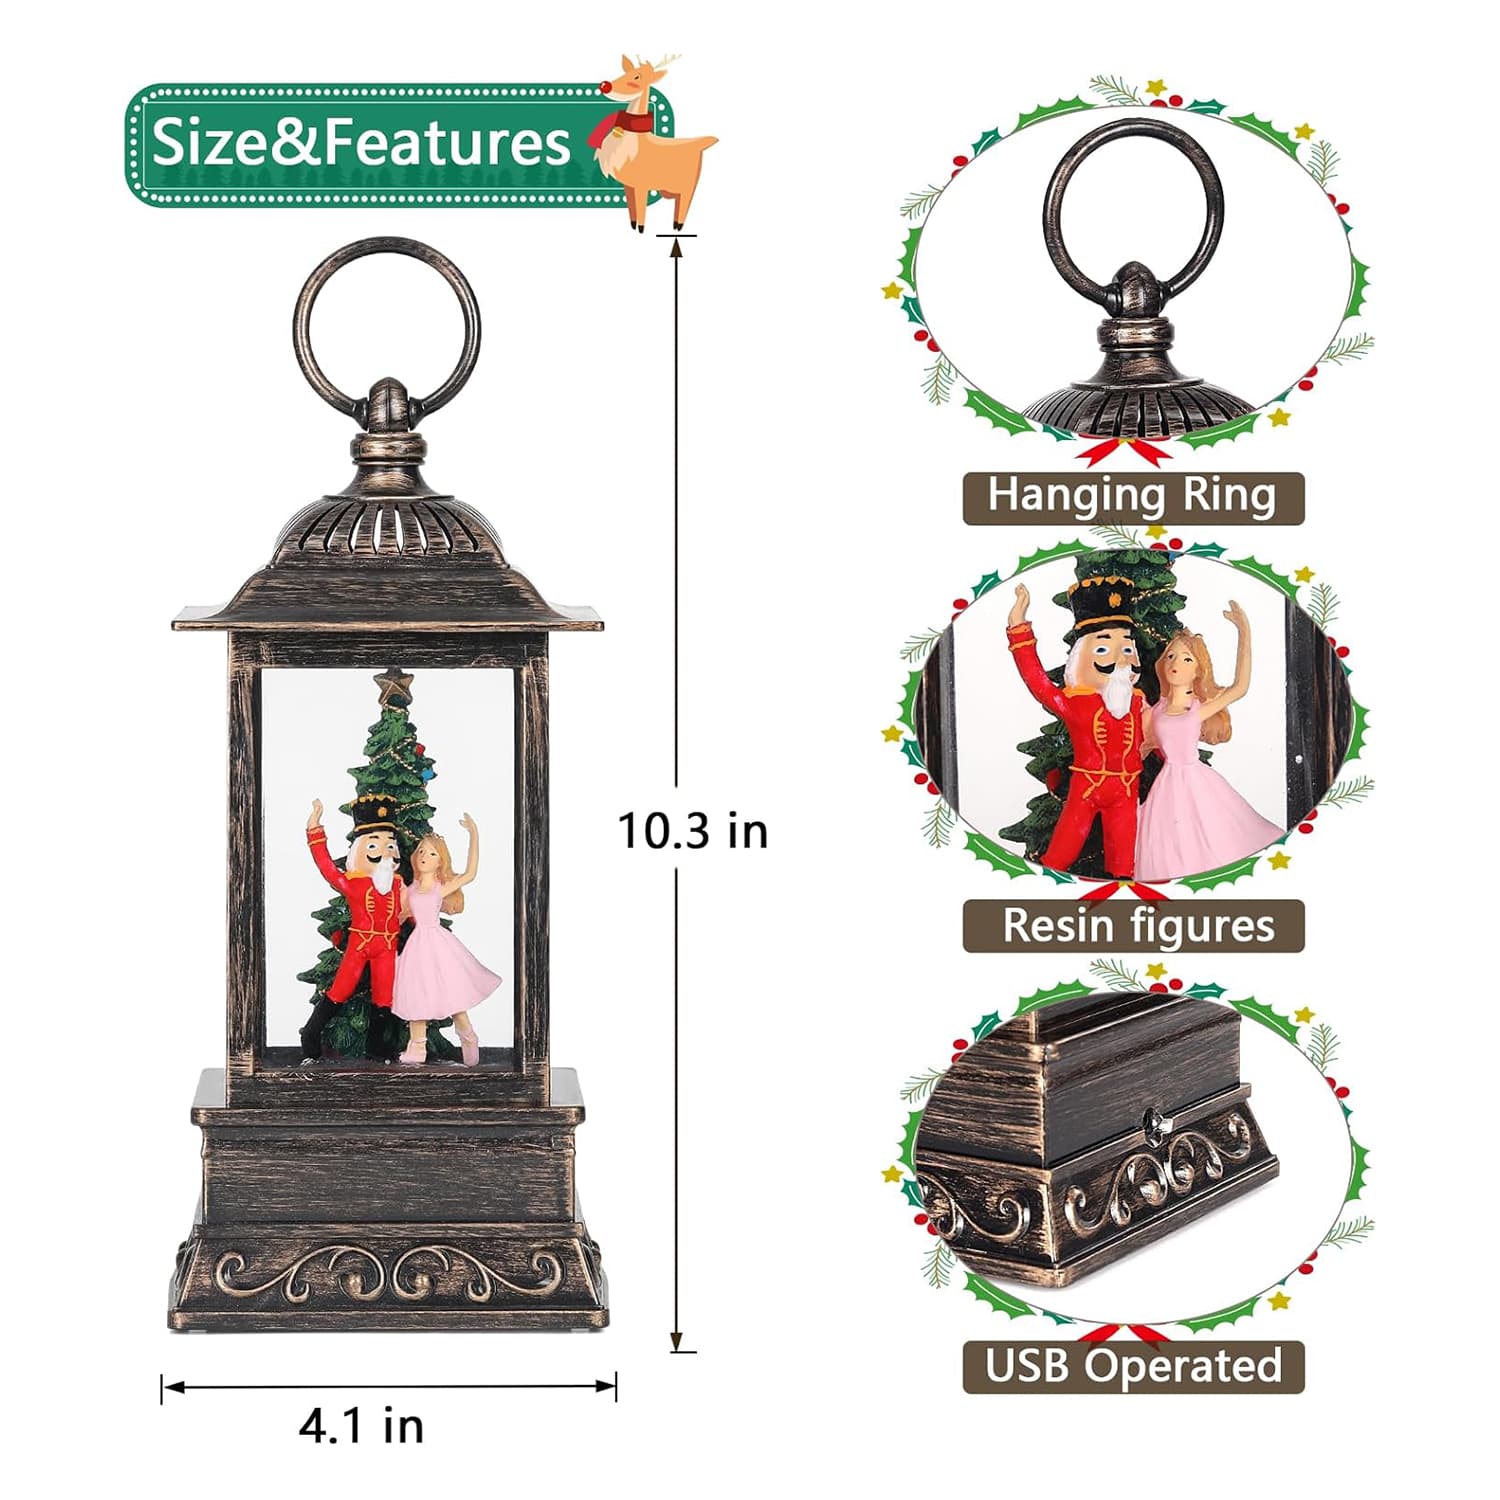 Size&Features
10.3 in
4.1 in
Hanging Ring
Resin figures
USB Operated